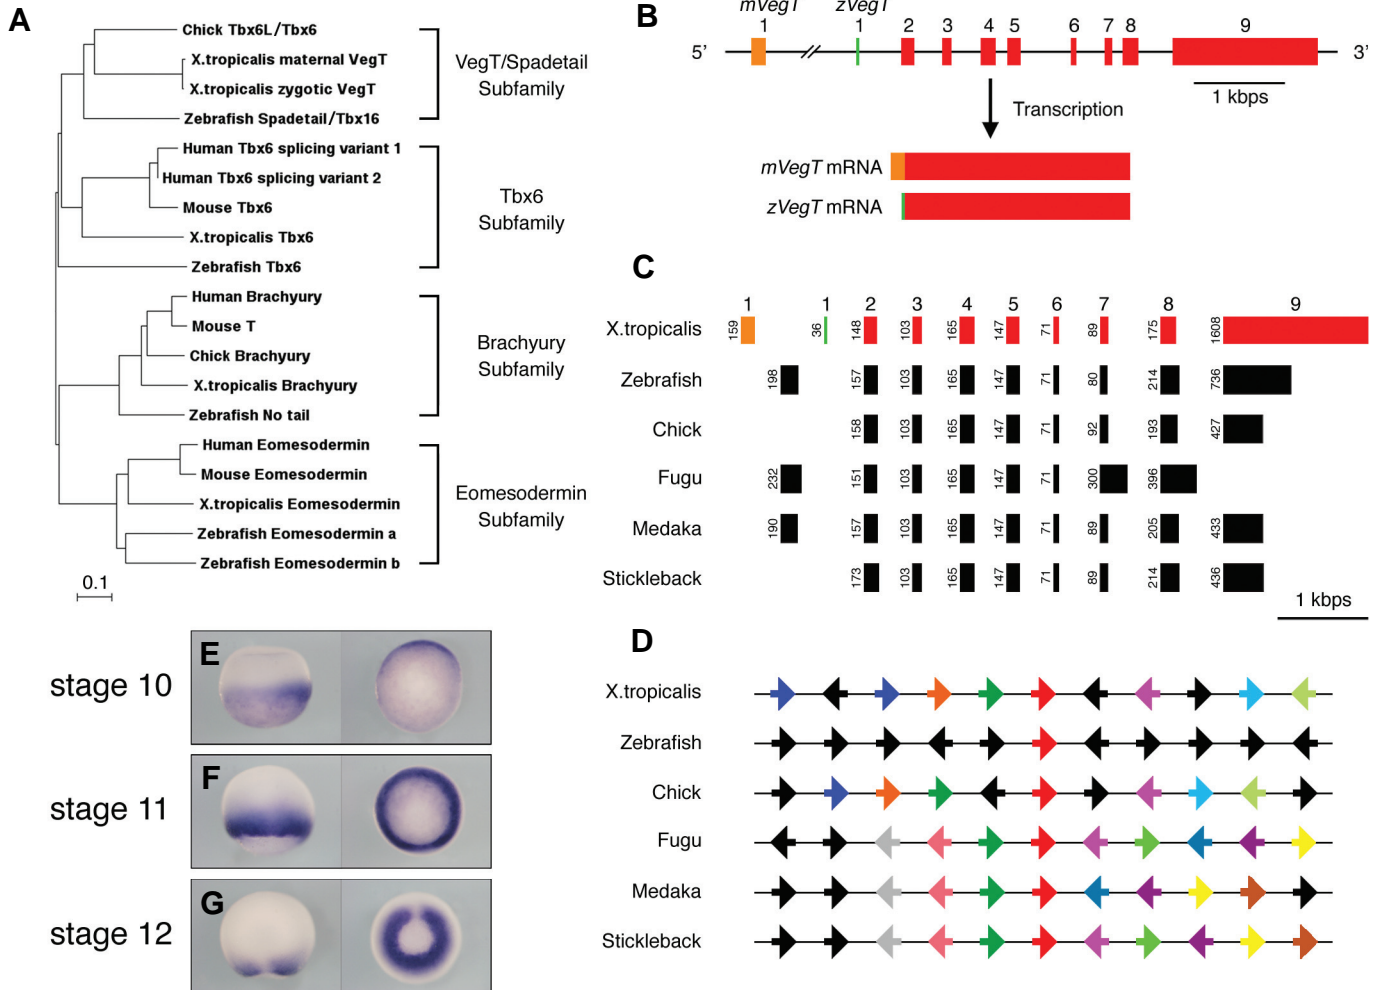 A
Chick Tbx6L/Tbx6
X.tropicalis maternal VegT
X.tropicalis zygotic VegT
Zebrafish Spadetail/Tbx16
VegT/Spadetail
Subfamily
Human Tbx6 splicing variant 1
Human Tbx6 splicing variant 2
Mouse Tbx6
X.tropicalis Tbx6
Zebrafish Tbx6
Tbx6
Subfamily
Human Brachyury
Mouse T
Chick Brachyury
X.tropicalis Brachyury
Zebrafish No tail
Brachyury
Subfamily
Human Eomesodermin
Mouse Eomesodermin
X.tropicalis Eomesodermin
Zebrafish Eomesodermin a
Zebrafish Eomesodermin b
Eomesodermin
Subfamily
0.1
B
mVegT zVegT
1 1 2 3 4 5 6 7 8 9
5' 3'
1 kbps
Transcription
mVegT mRNA
zVegT mRNA
C
1 1 2 3 4 5 6 7 8 9
X.tropicalis 159 36 148 103 165 147 71 89 175 1608
Zebrafish 198 157 103 165 147 71 80 214 736
Chick 158 103 165 147 71 92 193 427
Fugu 232 151 103 165 147 71 300 396
Medaka 190 157 103 165 147 71 89 205 433
Stickleback 173 103 165 147 71 89 214 436
1 kbps
D
X.tropicalis
Zebrafish
Chick
Fugu
Medaka
Stickleback
stage 10 E
stage 11 F
stage 12 G